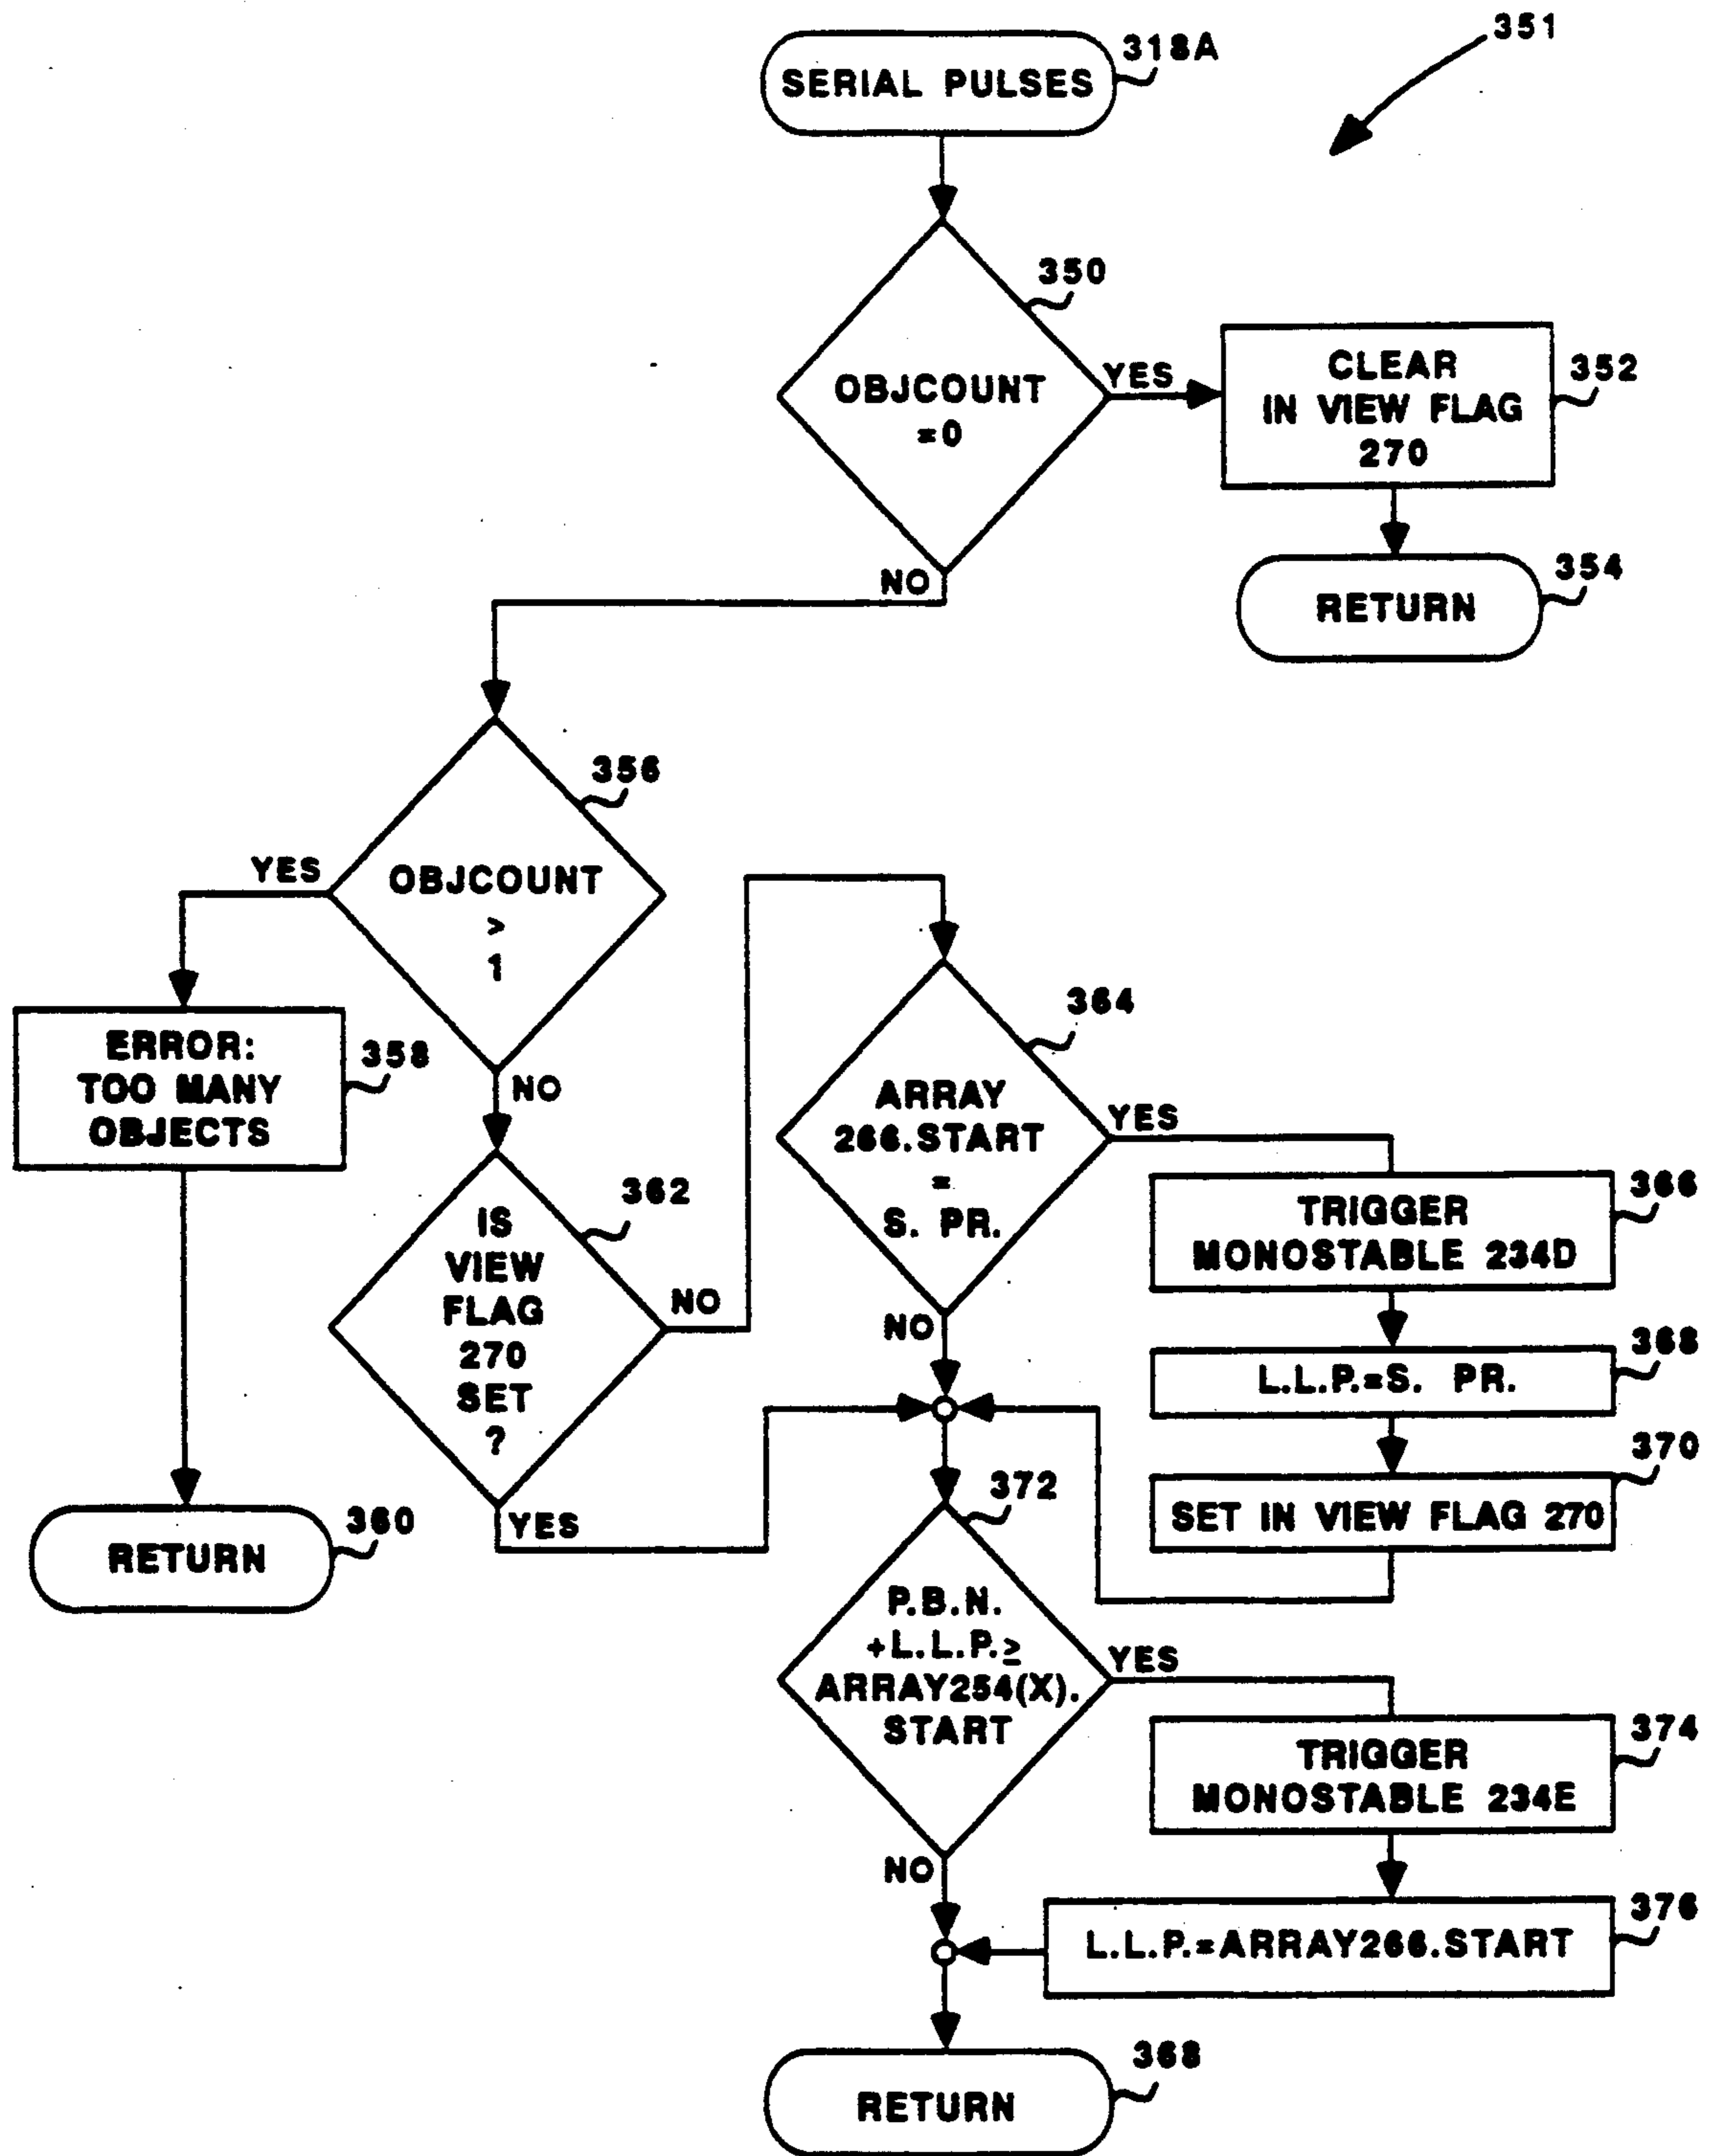 351
318A
SERIAL PULSES
350
OBJCOUNT
=0
YES
CLEAR
IN VIEW FLAG
270
352
NO
354
RETURN
356
OBJCOUNT
>
1
YES
NO
ERROR:
TOO MANY
OBJECTS
358
360
RETURN
362
IS
VIEW
FLAG
270
SET
?
NO
YES
364
ARRAY
266.START
=
S. PR.
YES
NO
366
TRIGGER
MONOSTABLE 234D
368
L.L.P.=S. PR.
370
SET IN VIEW FLAG 270
372
P.B.N.
+L.L.P.≥
ARRAY254(X).
START
YES
NO
374
TRIGGER
MONOSTABLE 234E
376
L.L.P.=ARRAY266.START
368
RETURN